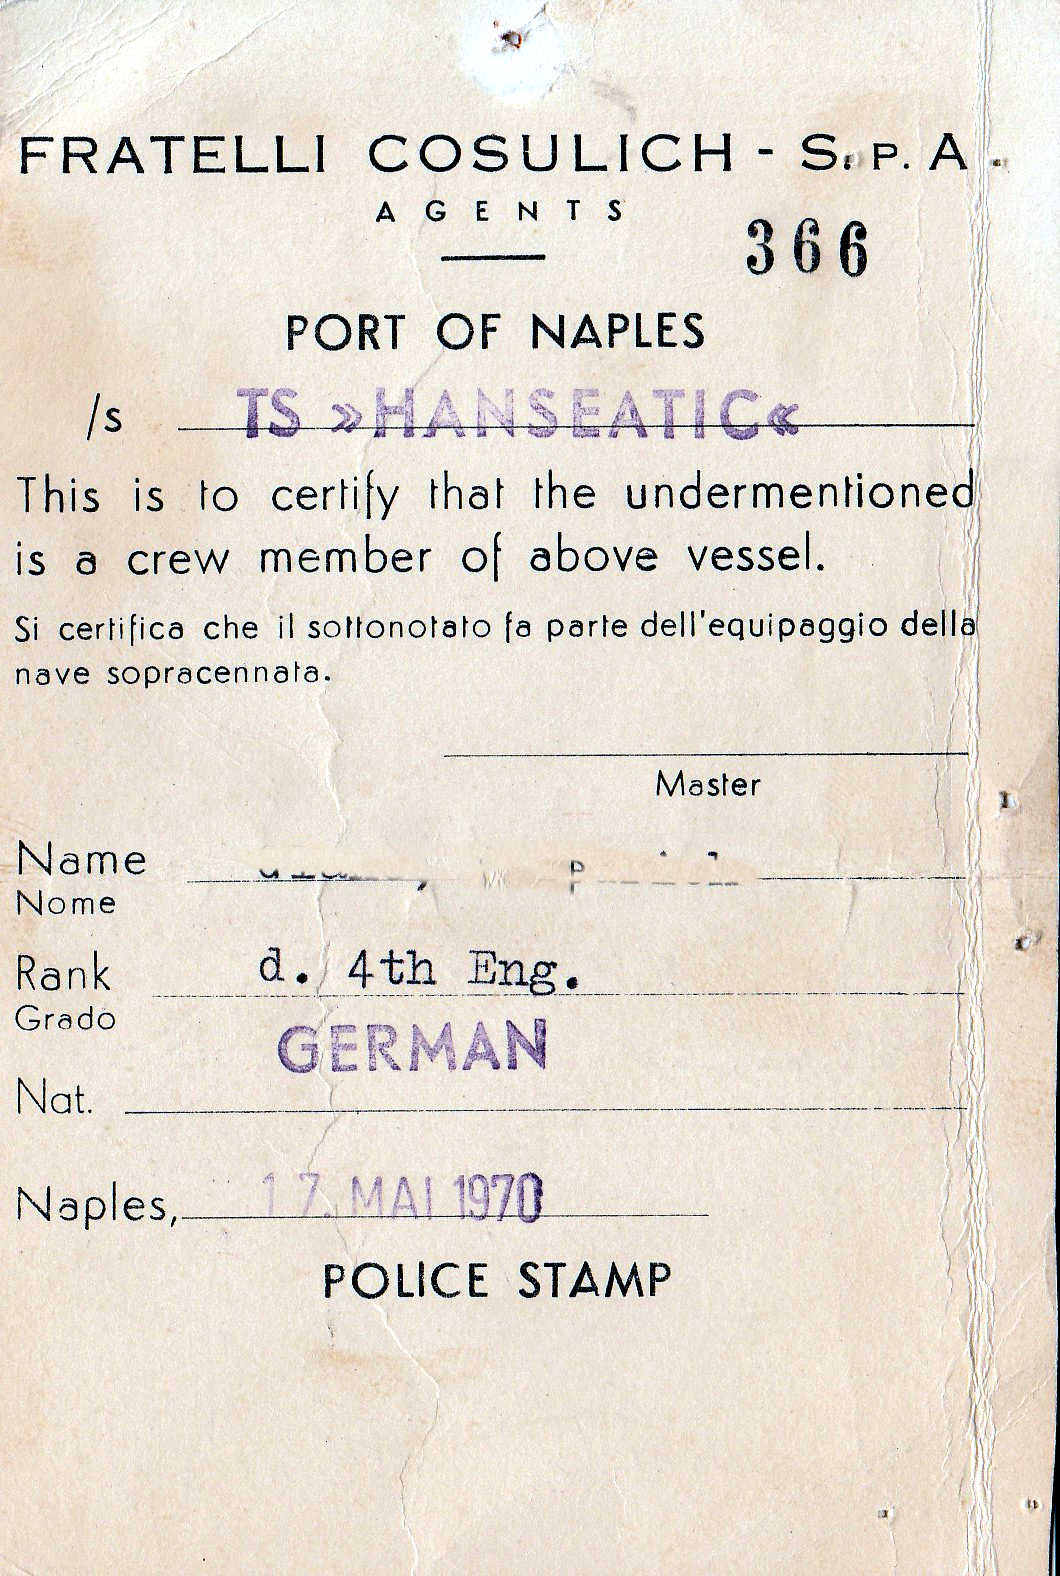 FRATELLI COSULICH - S. P. A.
AGENTS
366
PORT OF NAPLES
/s TS »HANSEATIC«
This is to certify that the undermentioned
is a crew member of above vessel.
Si certifica che il sottonotato fa parte dell'equipaggio della
nave sopracennata.
Master
Name
Nome
Rank d. 4th Eng.
Grado
GERMAN
Nat.
Naples, 17. MAI 1970
POLICE STAMP